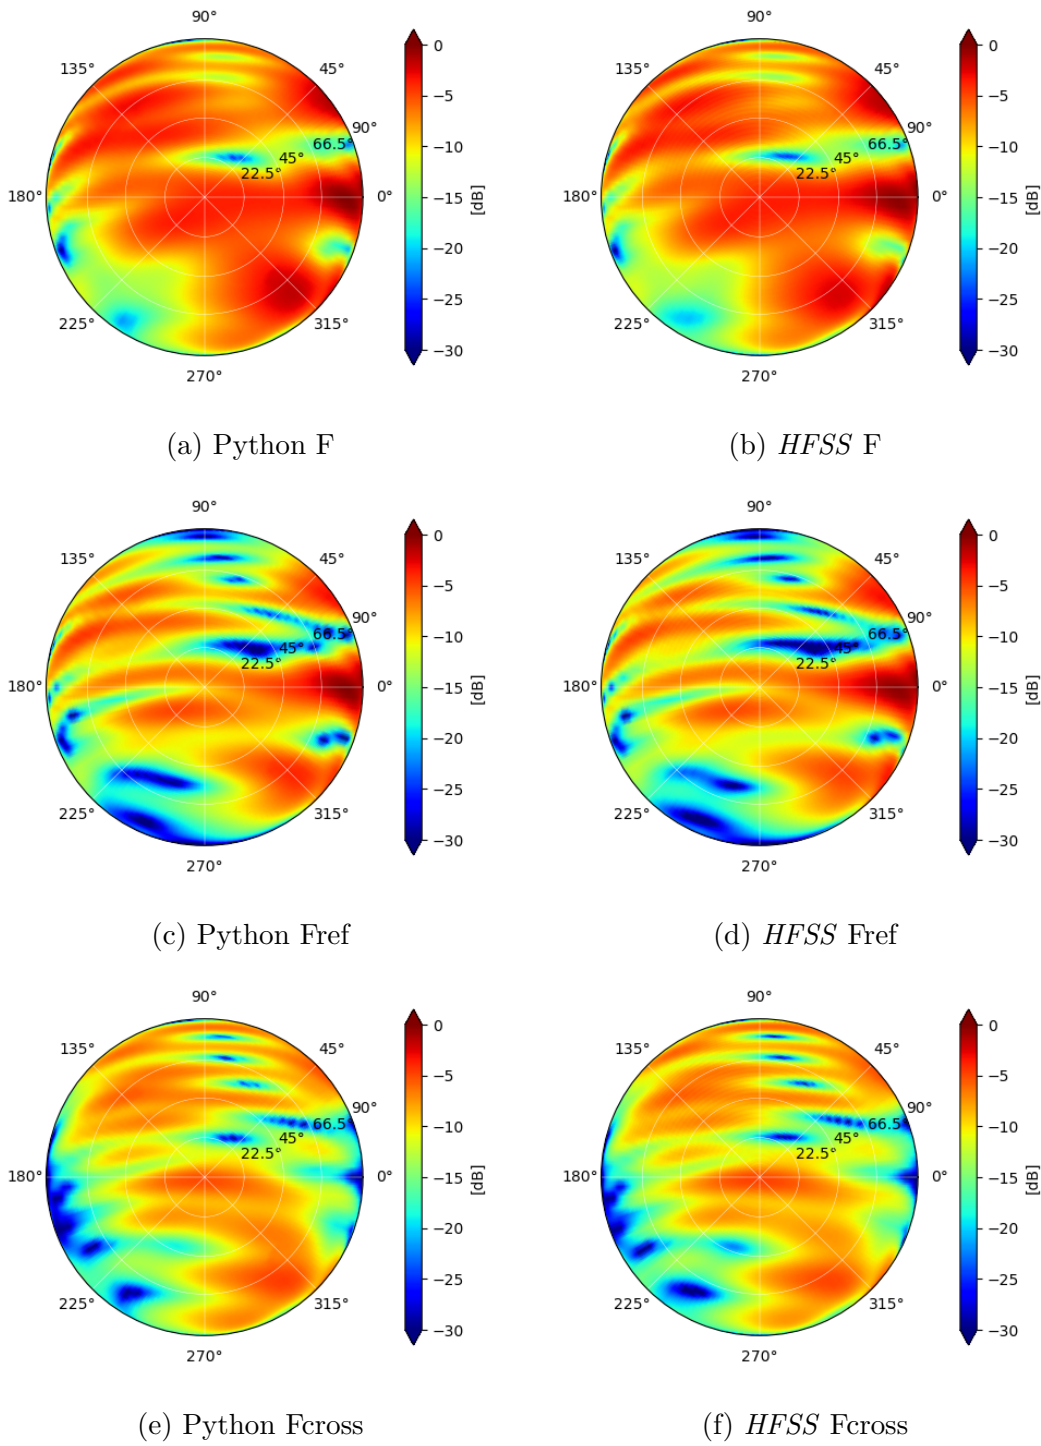 90° 90°
135° 45° 0 135° 45° 0
−5 −5
90° 90°
66.5° −10 66.5° −10
45° 45°
22.5° 22.5°
180° 0° −15 [dB] 180° 0° −15 [dB]
−20 −20
−25 −25
225° 315° 225° 315°
−30 −30
270° 270°
(a) Python F (b) HFSS F
90° 90°
135° 45° 0 135° 45° 0
−5 −5
90° 90°
66.5° −10 66.5° −10
45° 45°
22.5° 22.5°
180° 0° −15 [dB] 180° 0° −15 [dB]
−20 −20
−25 −25
225° 315° 225° 315°
−30 −30
270° 270°
(c) Python Fref (d) HFSS Fref
90° 90°
135° 45° 0 135° 45° 0
−5 −5
90° 90°
66.5° −10 66.5° −10
45° 45°
22.5° 22.5°
180° 0° −15 [dB] 180° 0° −15 [dB]
−20 −20
−25 −25
225° 315° 225° 315°
−30 −30
270° 270°
(e) Python Fcross (f) HFSS Fcross